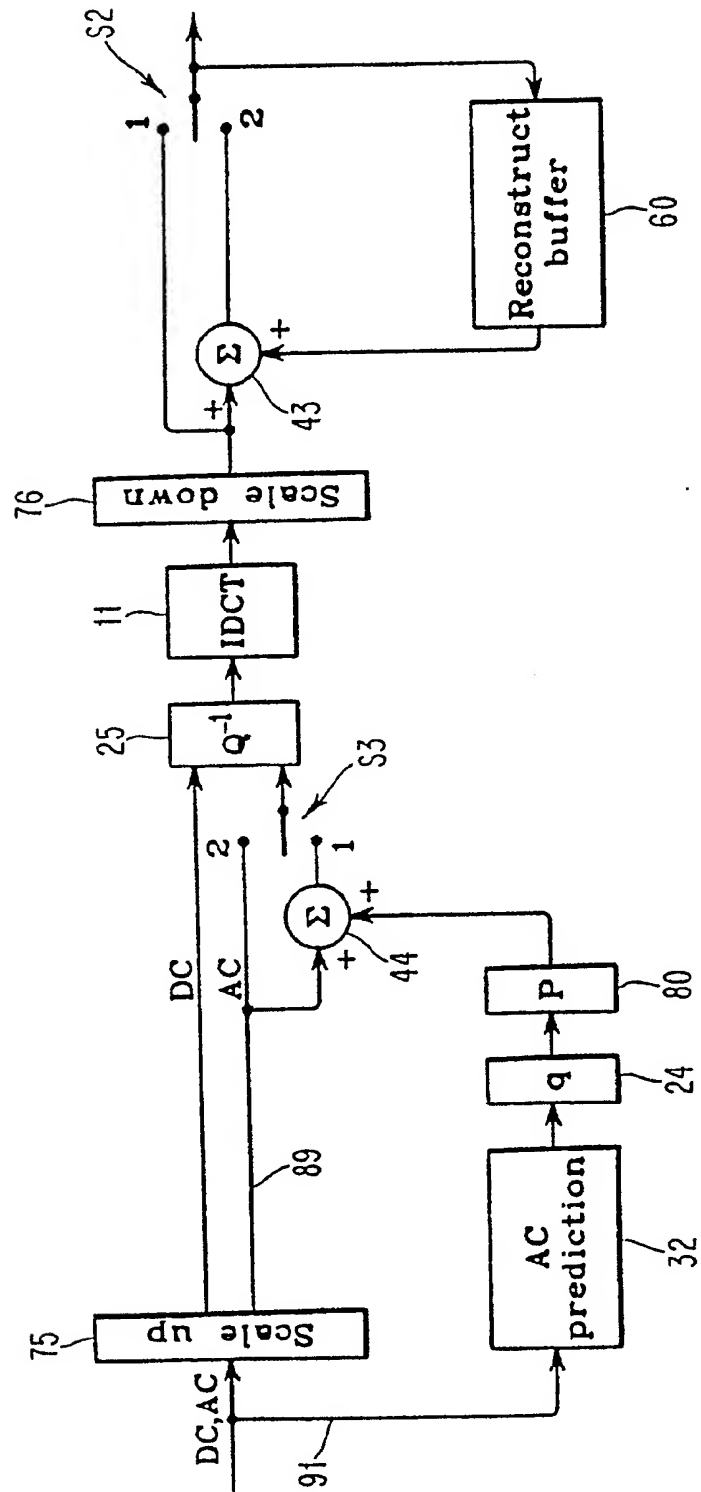 DC,AC
91
75
Scale up
DC
89
AC
2
1
S3
AC
prediction
32
q
24
P
80
Σ
+
+
44
25
Q⁻¹
11
IDCT
76
Scale down
+
Σ
+
43
1
2
S2
Reconstruct
buffer
60